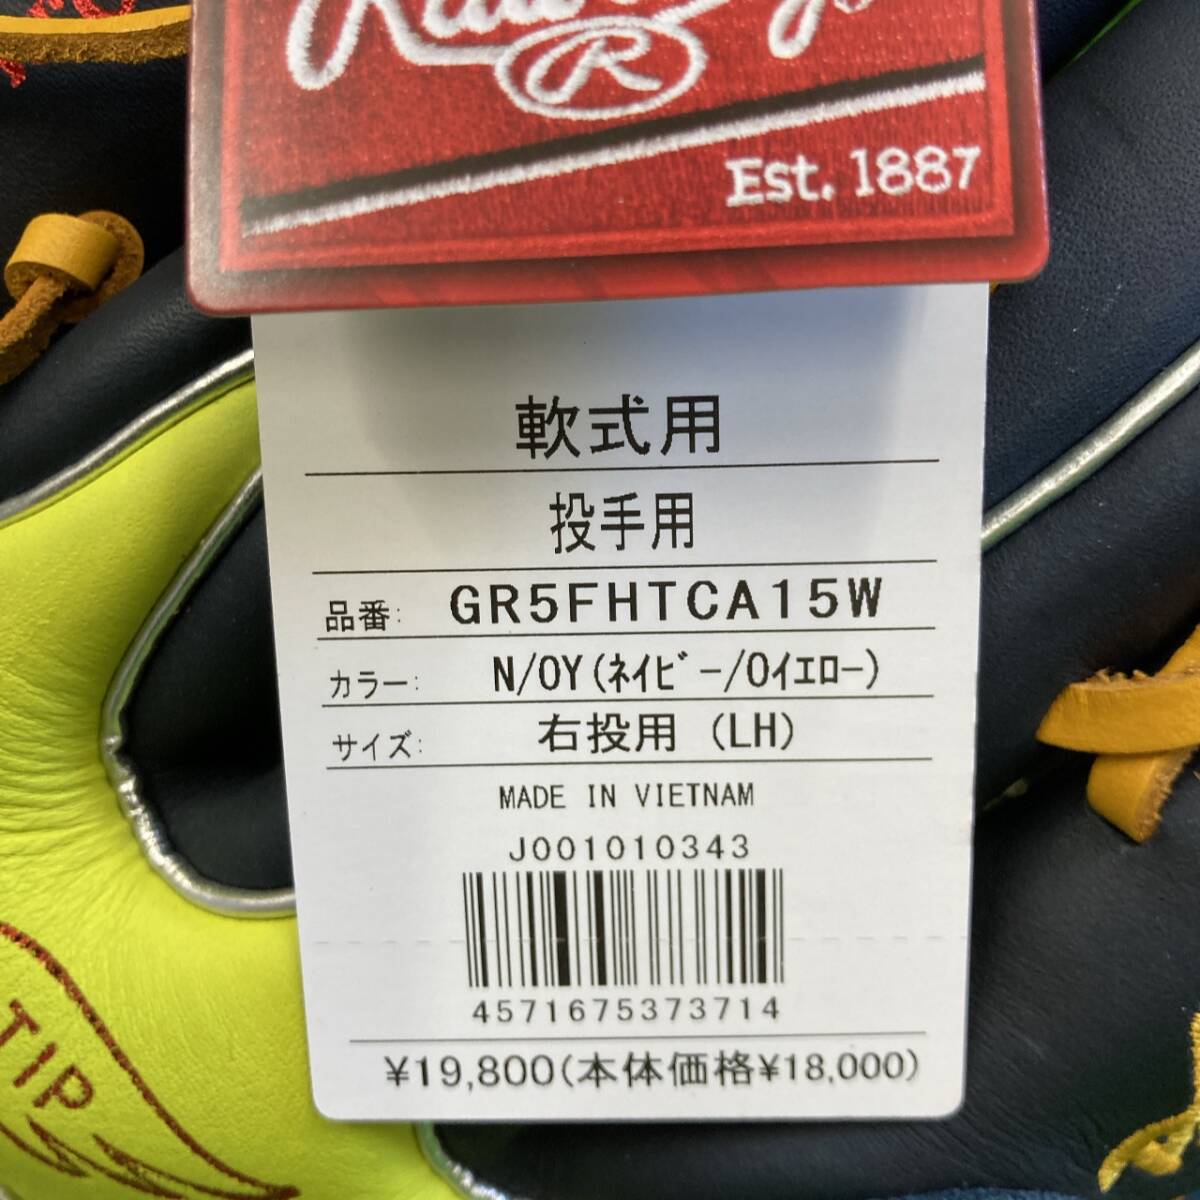 Rawlings
R
Est. 1887
軟式用
投手用
品番: GR5FHTCA15W
カラー: N/OY(ネイビー/Oイエロー)
サイズ: 右投用 (LH)
MADE IN VIETNAM
J001010343
4571675373714
¥19,800(本体価格¥18,000)
TIP